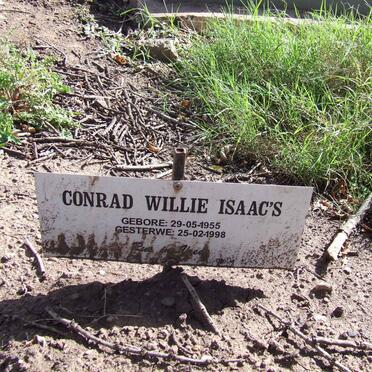 CONRAD WILLIE ISAAC'S
GEBORE: 29-05-1955
GESTERWE: 25-02-1998